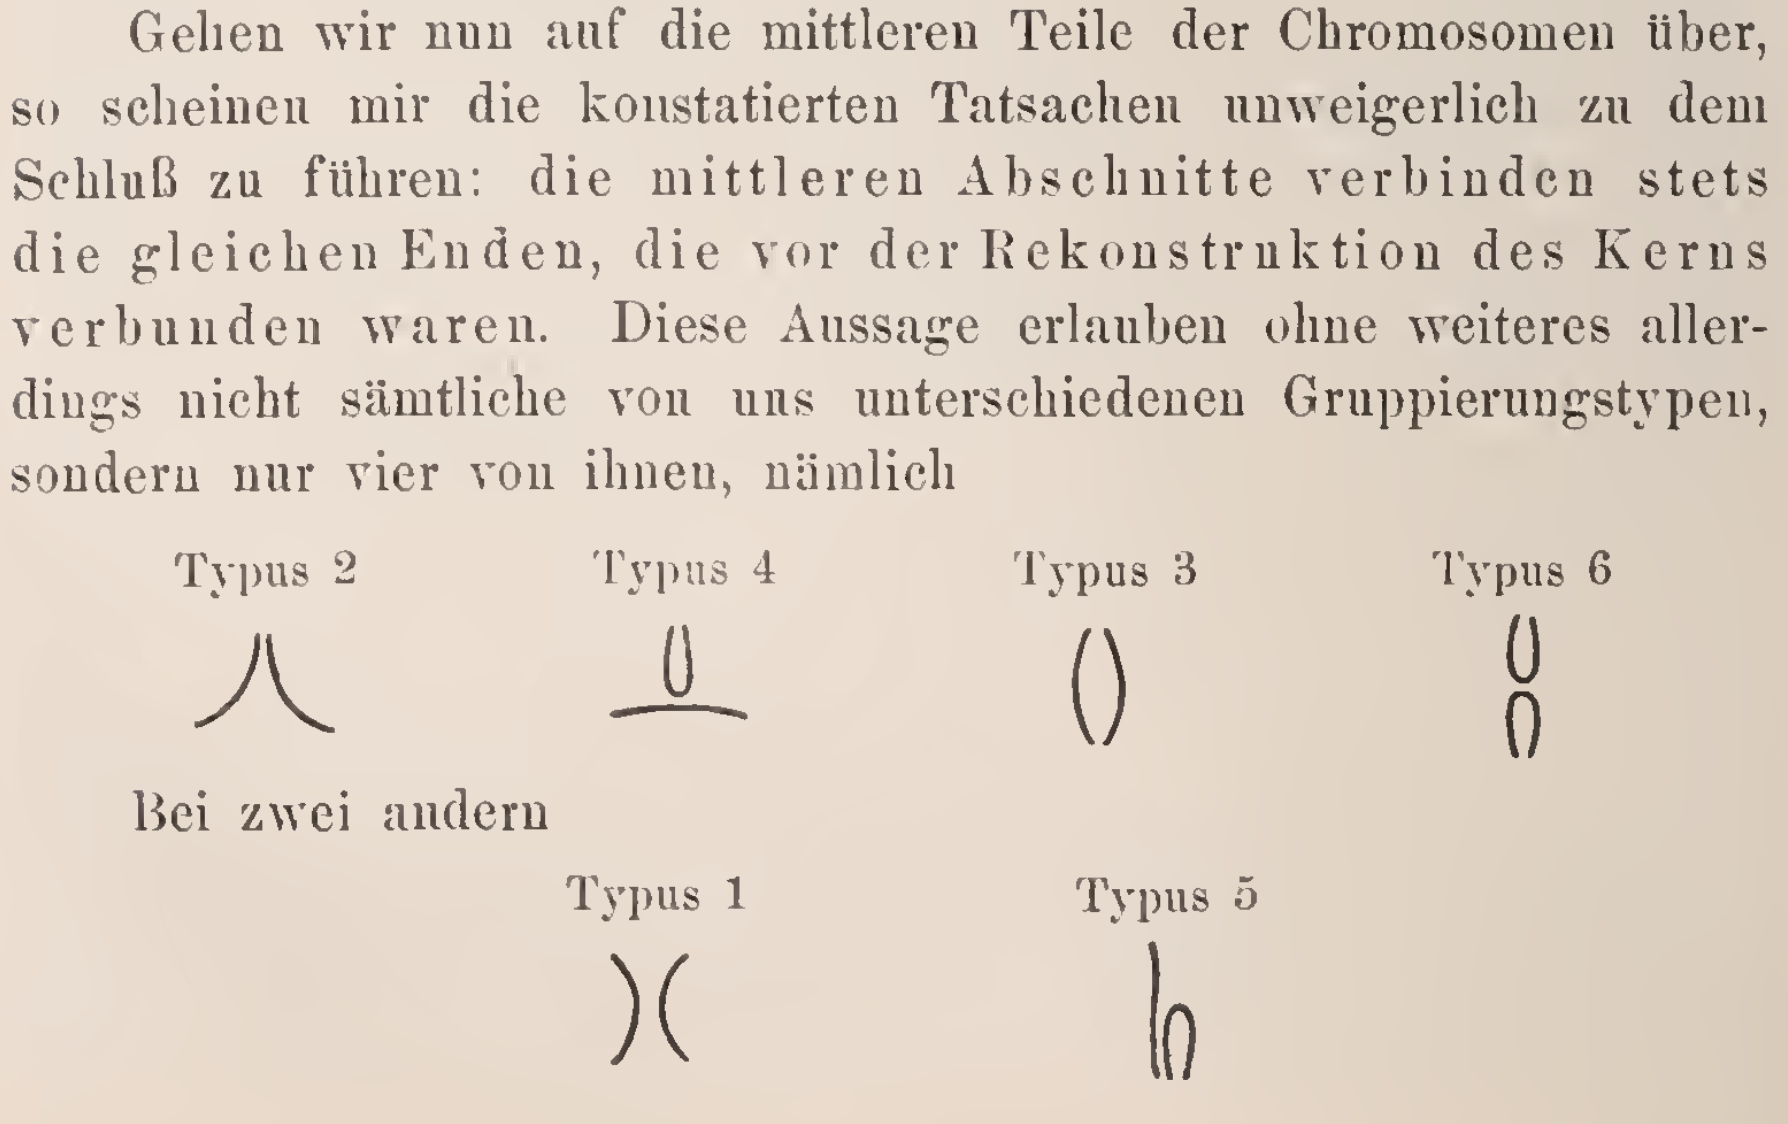 Gehen wir nun auf die mittleren Teile der Chromosomen über,
so scheinen mir die konstatierten Tatsachen unweigerlich zu dem
Schluß zu führen: die mittleren Abschnitte verbinden stets
die gleichen Enden, die vor der Rekonstruktion des Kerns
verbunden waren. Diese Aussage erlauben ohne weiteres aller-
dings nicht sämtliche von uns unterschiedenen Gruppierungstypen,
sondern nur vier von ihnen, nämlich
Typus 2 Typus 4 Typus 3 Typus 6
Bei zwei andern
Typus 1 Typus 5